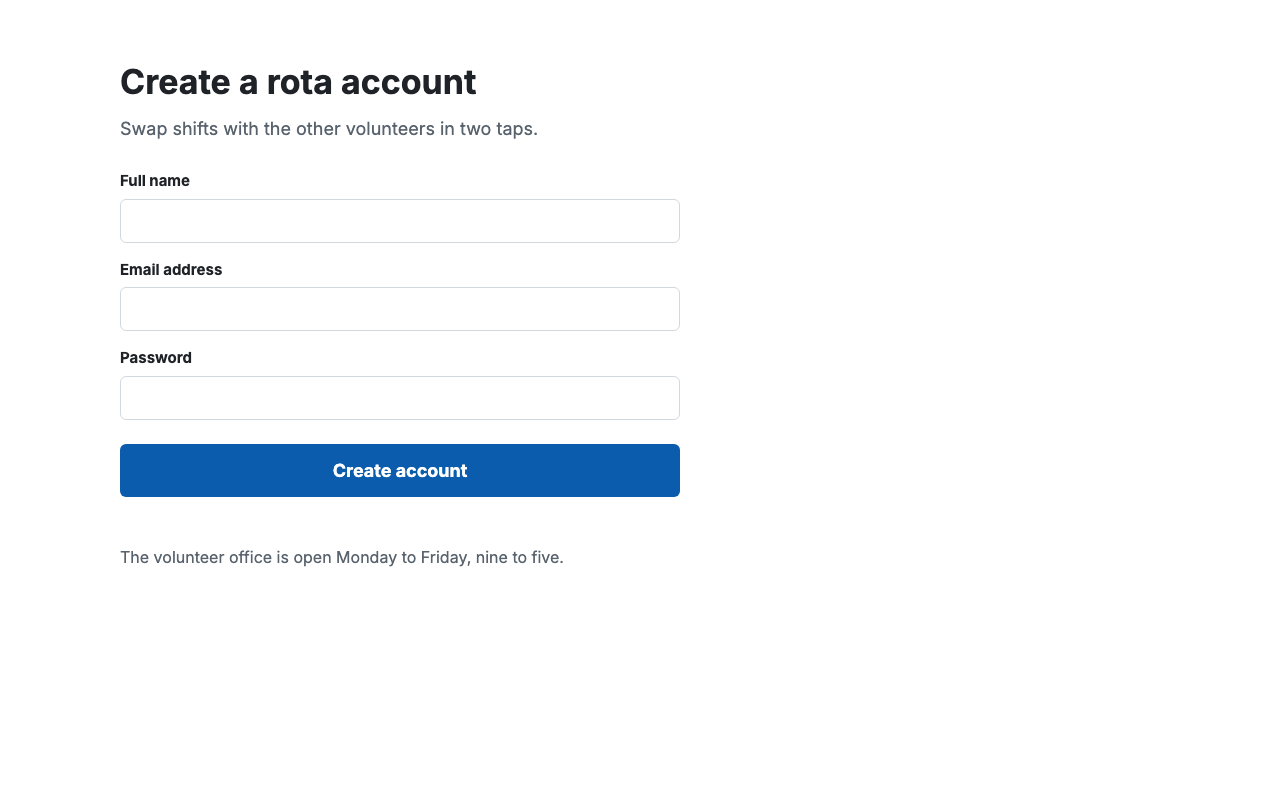 Create a rota account
Swap shifts with the other volunteers in two taps.
Full name
Email address
Password
Create account
The volunteer office is open Monday to Friday, nine to five.